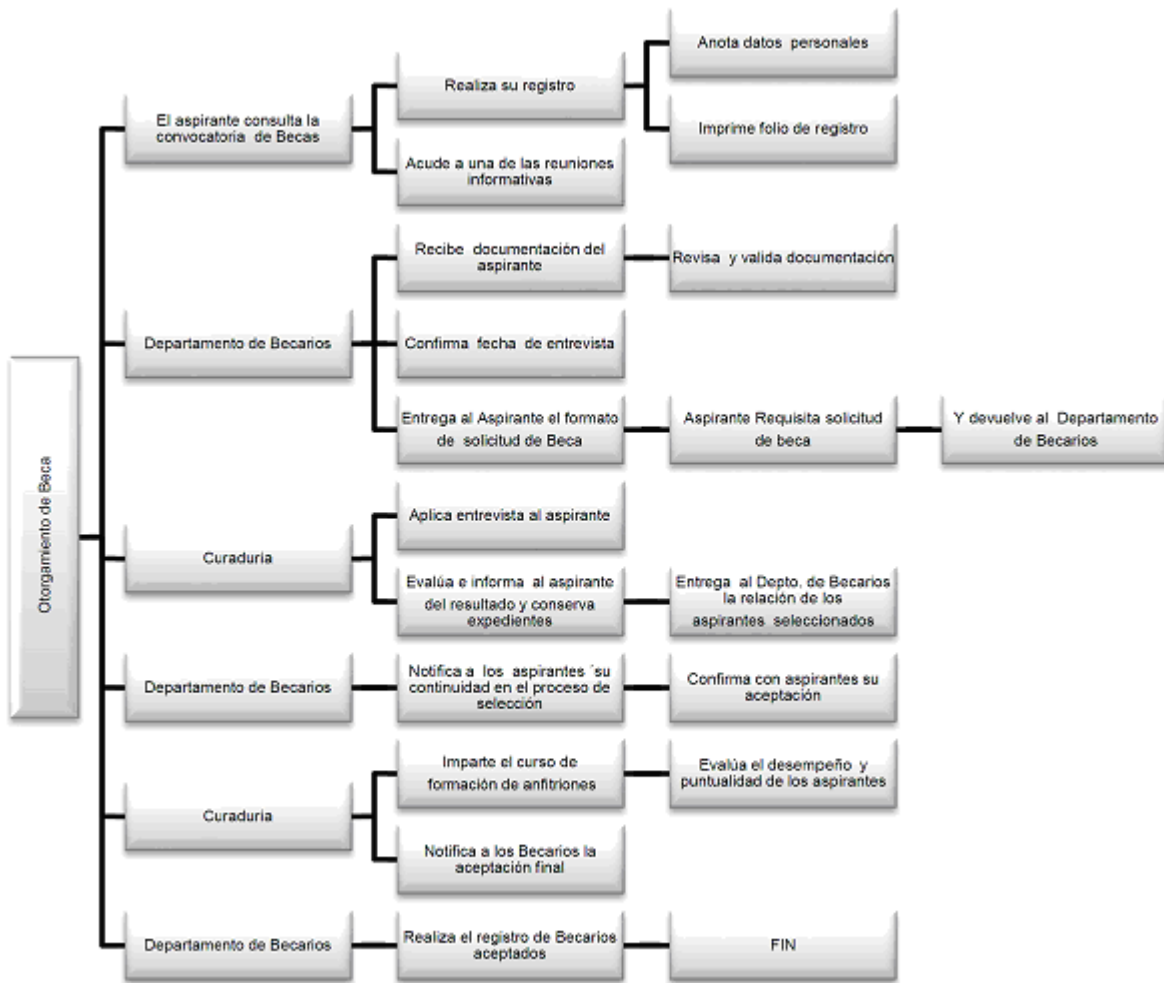 Otorgamiento de Beca
El aspirante consulta la
convocatoria de Becas
Realiza su registro
Anota datos personales
Imprime folio de registro
Acude a una de las reuniones
informativas
Departamento de Becarios
Recibe documentación del
aspirante
Revisa y valida documentación
Confirma fecha de entrevista
Entrega al Aspirante el formato
de solicitud de Beca
Aspirante Requisita solicitud
de beca
Y devuelve al Departamento
de Becarios
Curaduria
Aplica entrevista al aspirante
Evalúa e informa al aspirante
del resultado y conserva
expedientes
Entrega al Depto. de Becarios
la relación de los
aspirantes seleccionados
Departamento de Becarios
Notifica a los aspirantes ´su
continuidad en el proceso de
selección
Confirma con aspirantes su
aceptación
Curaduria
Imparte el curso de
formación de anfitriones
Evalúa el desempeño y
puntualidad de los aspirantes
Notifica a los Becarios la
aceptación final
Departamento de Becarios
Realiza el registro de Becarios
aceptados
FIN